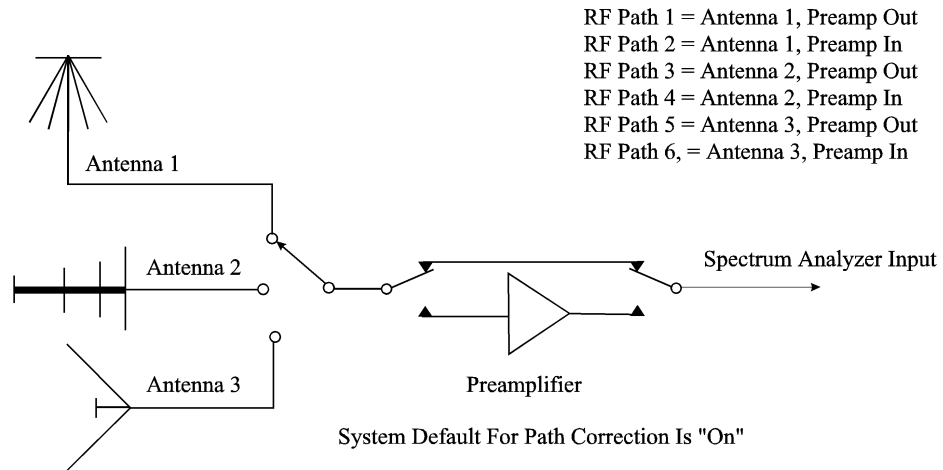 RF Path 1 = Antenna 1, Preamp Out
RF Path 2 = Antenna 1, Preamp In
RF Path 3 = Antenna 2, Preamp Out
RF Path 4 = Antenna 2, Preamp In
RF Path 5 = Antenna 3, Preamp Out
RF Path 6, = Antenna 3, Preamp In
Antenna 1
Antenna 2
Spectrum Analyzer Input
Antenna 3
Preamplifier
System Default For Path Correction Is "On"